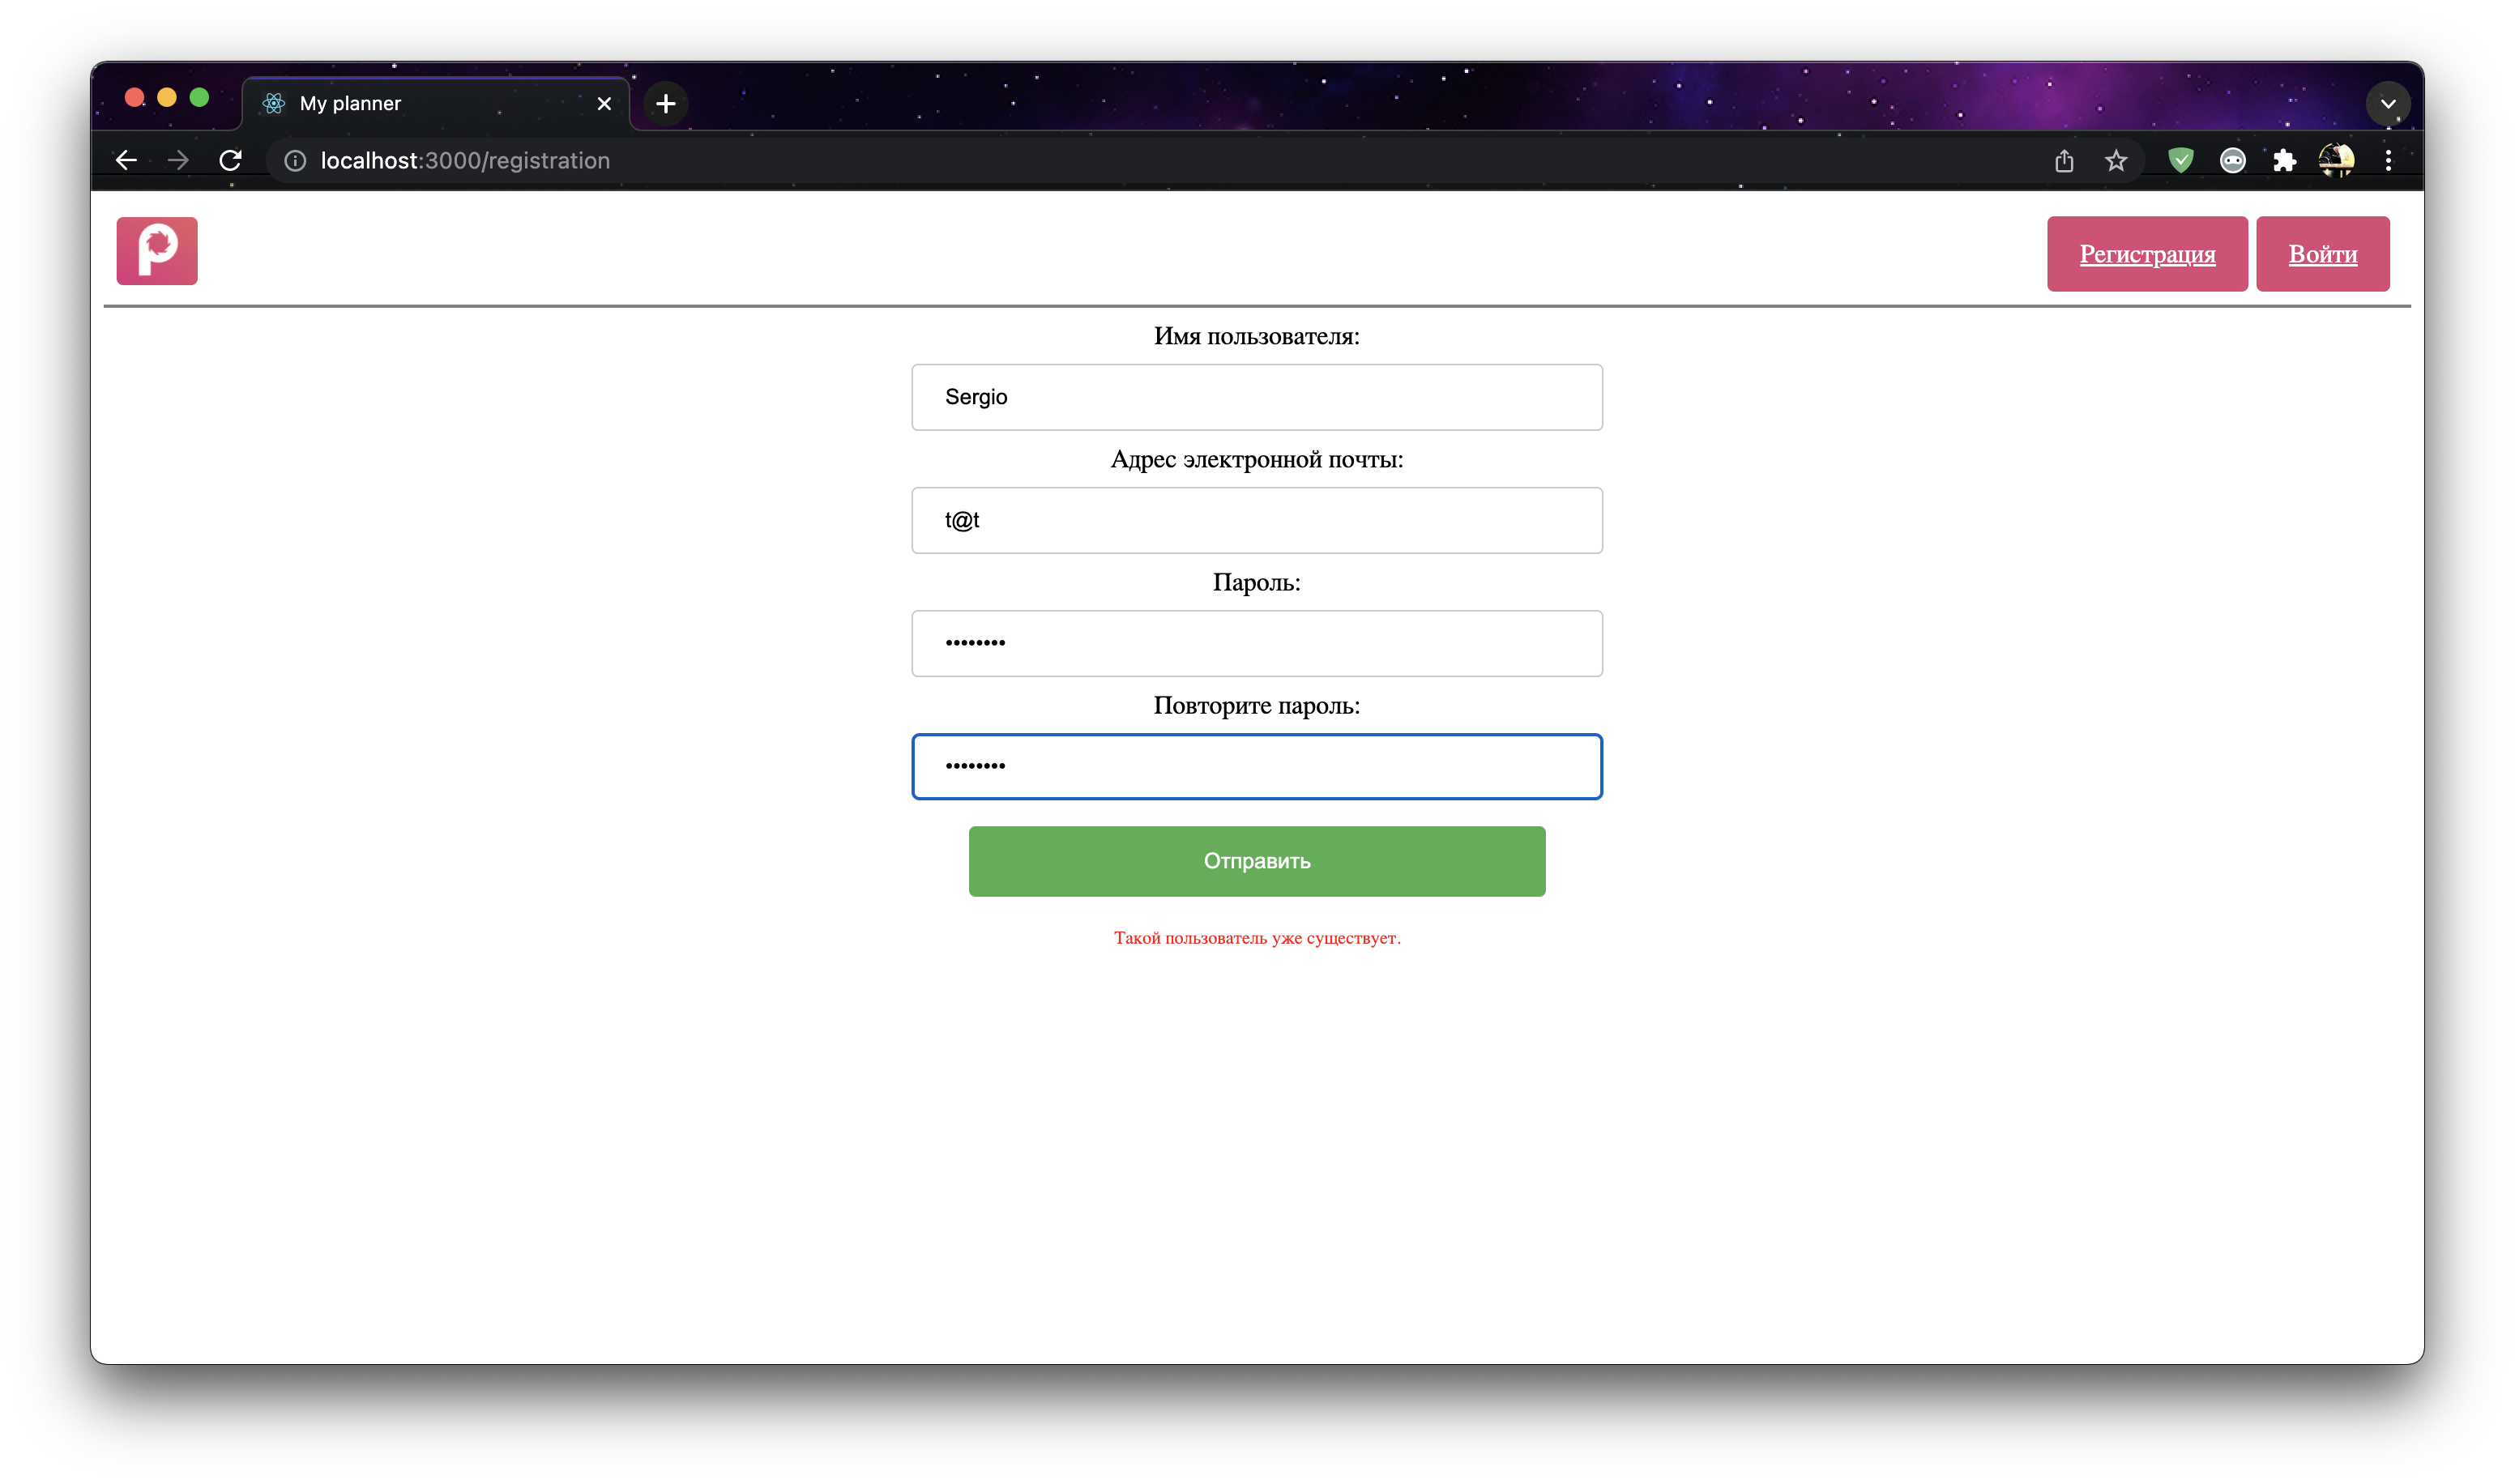 My planner
localhost:3000/registration
Регистрация
Войти
Имя пользователя:
Sergio
Адрес электронной почты:
t@t
Пароль:
••••••••
Повторите пароль:
••••••••
Отправить
Такой пользователь уже существует.